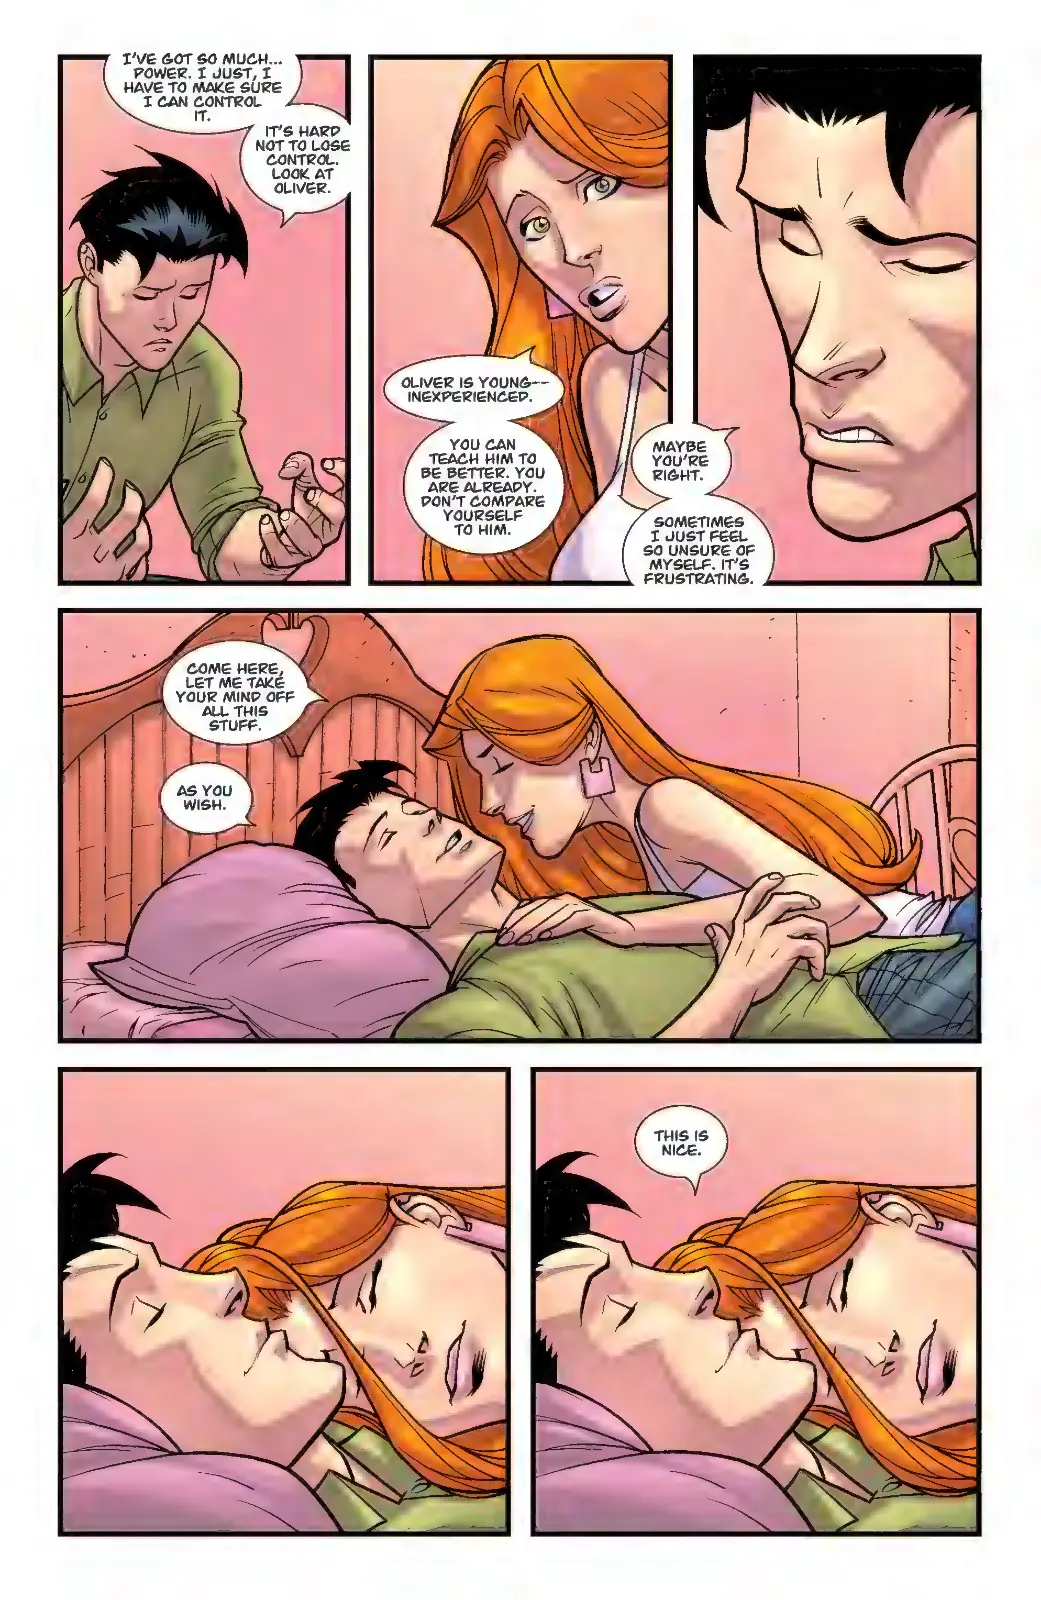 I'VE GOT SO MUCH...
POWER. I JUST, I
HAVE TO MAKE SURE
I CAN CONTROL
IT.
IT'S HARD
NOT TO LOSE
CONTROL.
LOOK AT
OLIVER.
OLIVER IS YOUNG--
INEXPERIENCED.
YOU CAN
TEACH HIM TO
BE BETTER. YOU
ARE ALREADY.
DON'T COMPARE
YOURSELF
TO HIM.
MAYBE
YOU'RE
RIGHT.
SOMETIMES
I JUST FEEL
SO UNSURE OF
MYSELF. IT'S
FRUSTRATING.
COME HERE,
LET ME TAKE
YOUR MIND OFF
ALL THIS
STUFF.
AS YOU
WISH.
THIS IS
NICE.